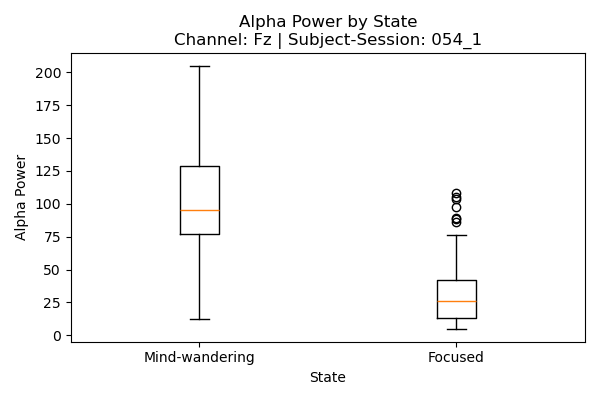 Alpha Power by State
Channel: Fz | Subject-Session: 054_1
Alpha Power
200
175
150
125
100
75
50
25
0
Mind-wandering
Focused
State